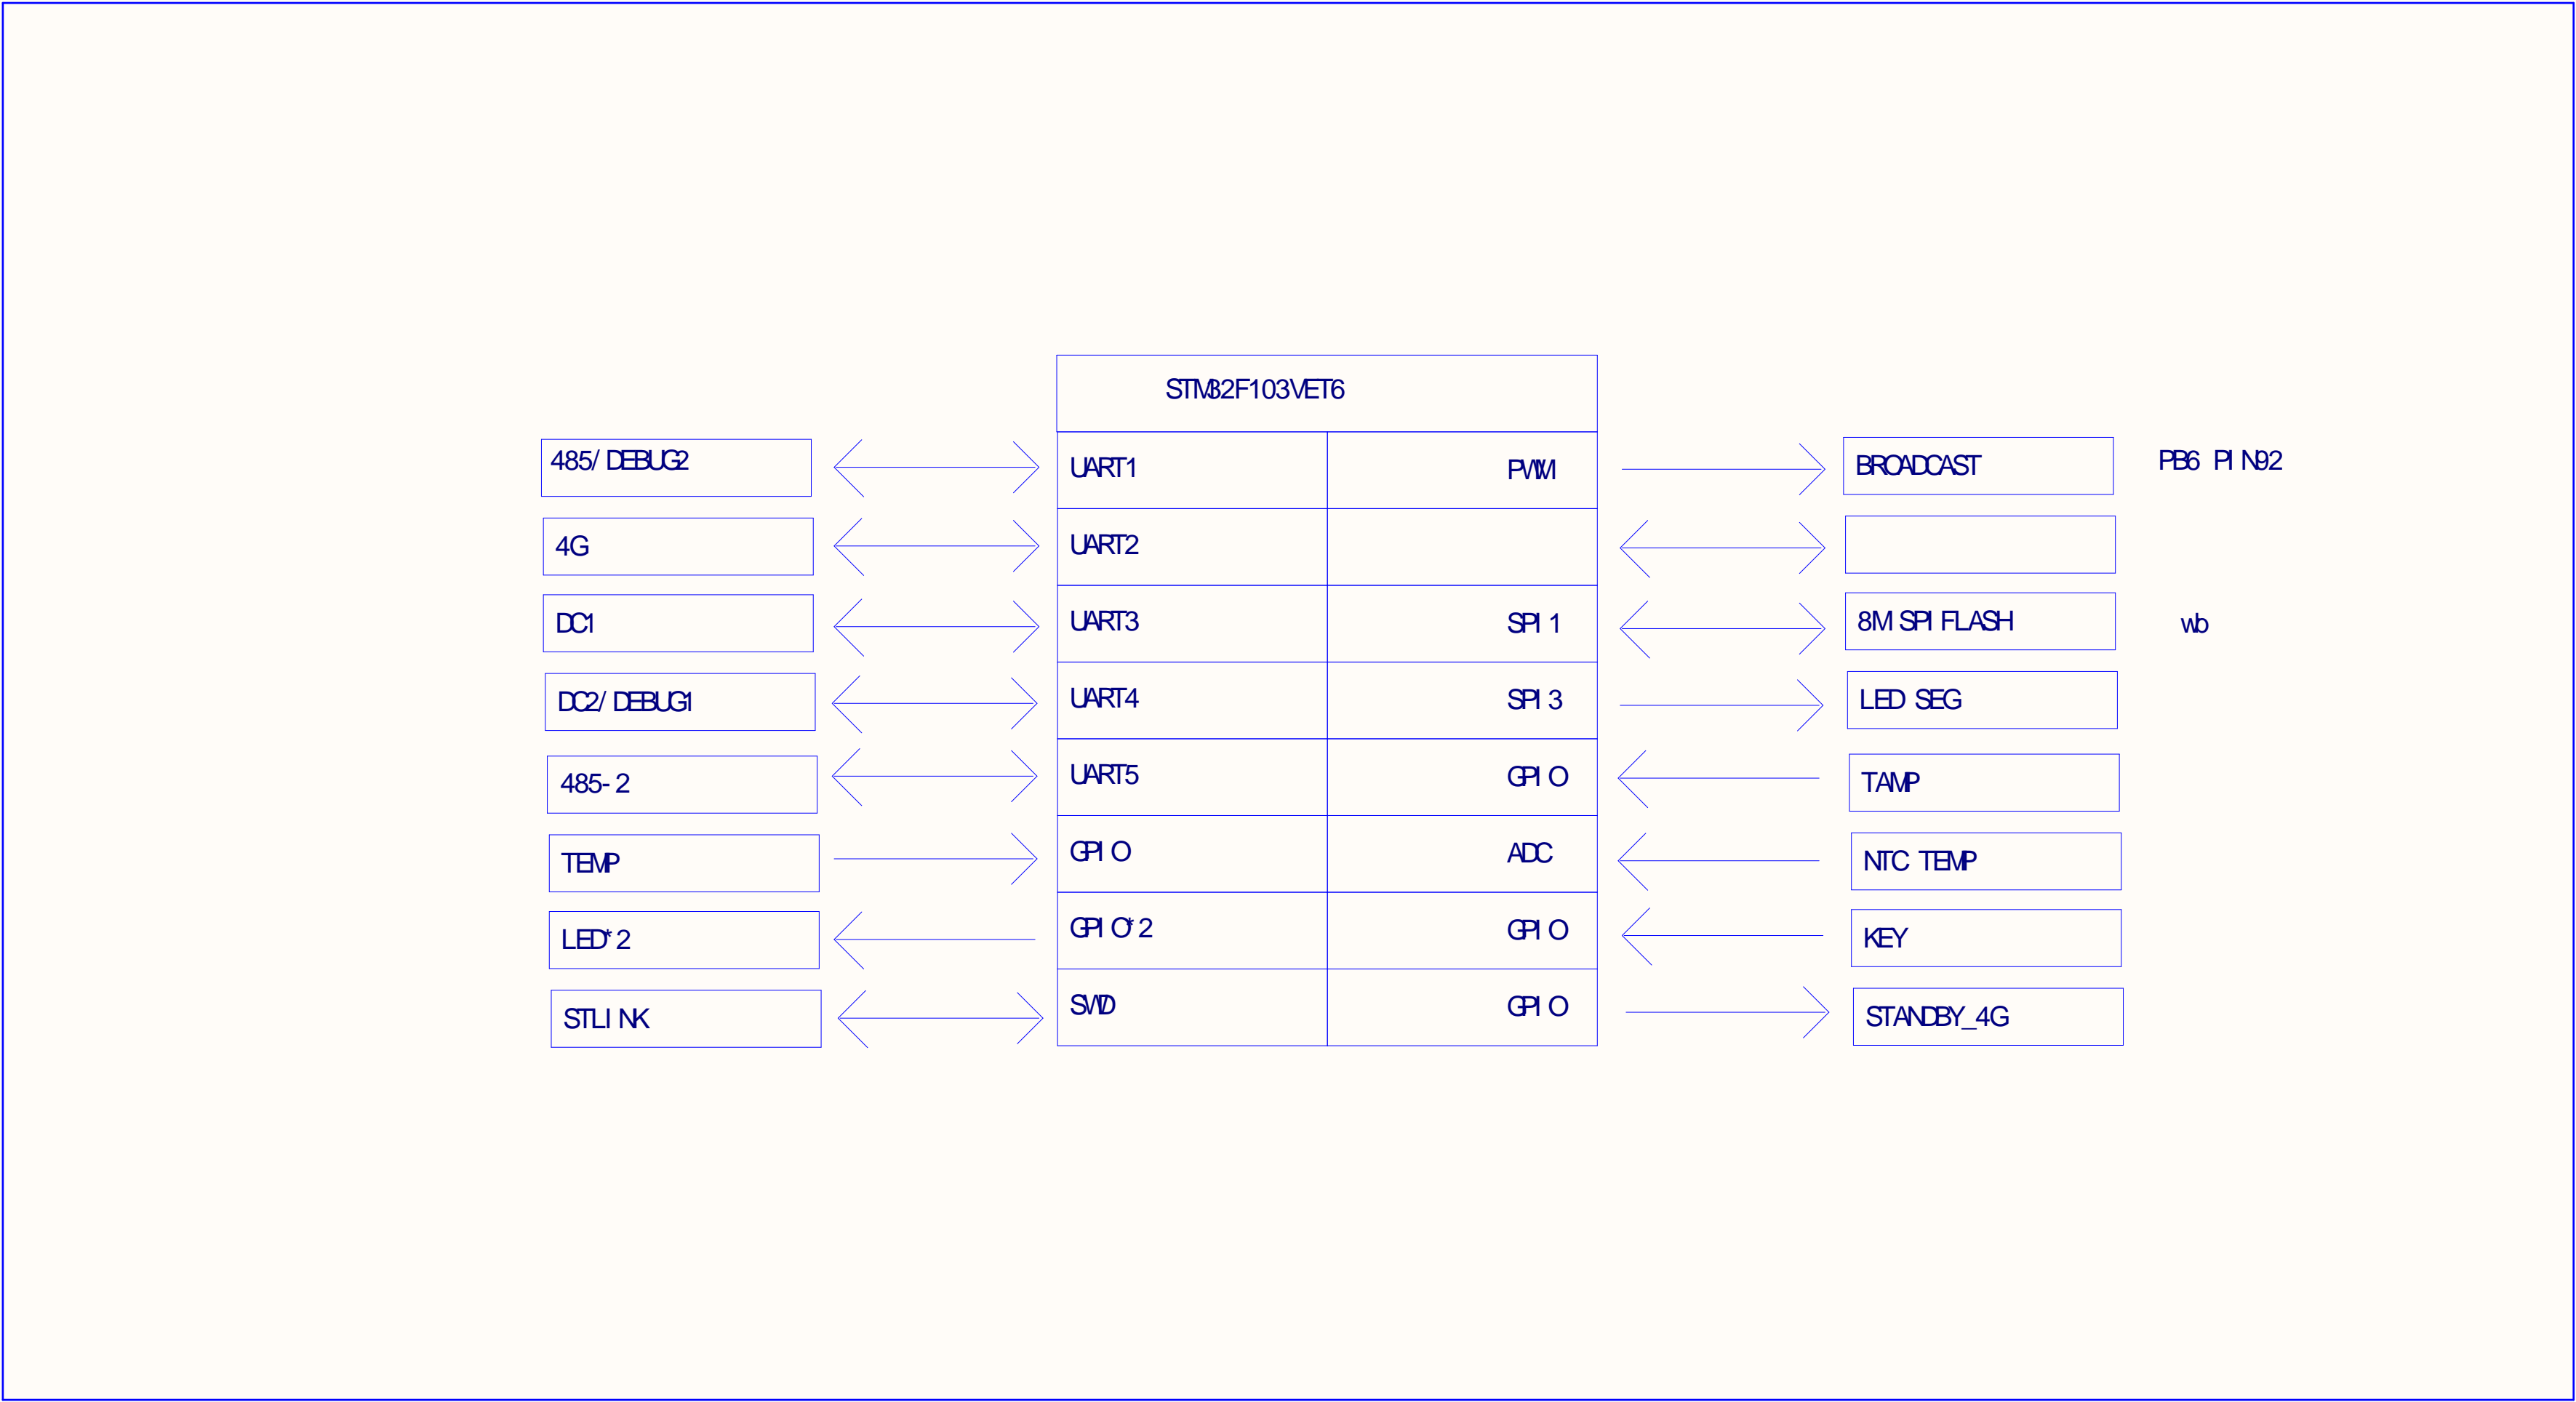 STM32F103VET6
485/DEBUG2
UART1
PWM
BROADCAST
PB6 PIN92
4G
UART2
DC1
UART3
SPI1
8M SPI FLASH
wb
DC2/DEBUG1
UART4
SPI3
LED SEG
485-2
UART5
GPIO
TAMP
TEMP
GPIO
ADC
NTC TEMP
LED*2
GPIO*2
GPIO
KEY
STLINK
SWD
GPIO
STANDBY_4G